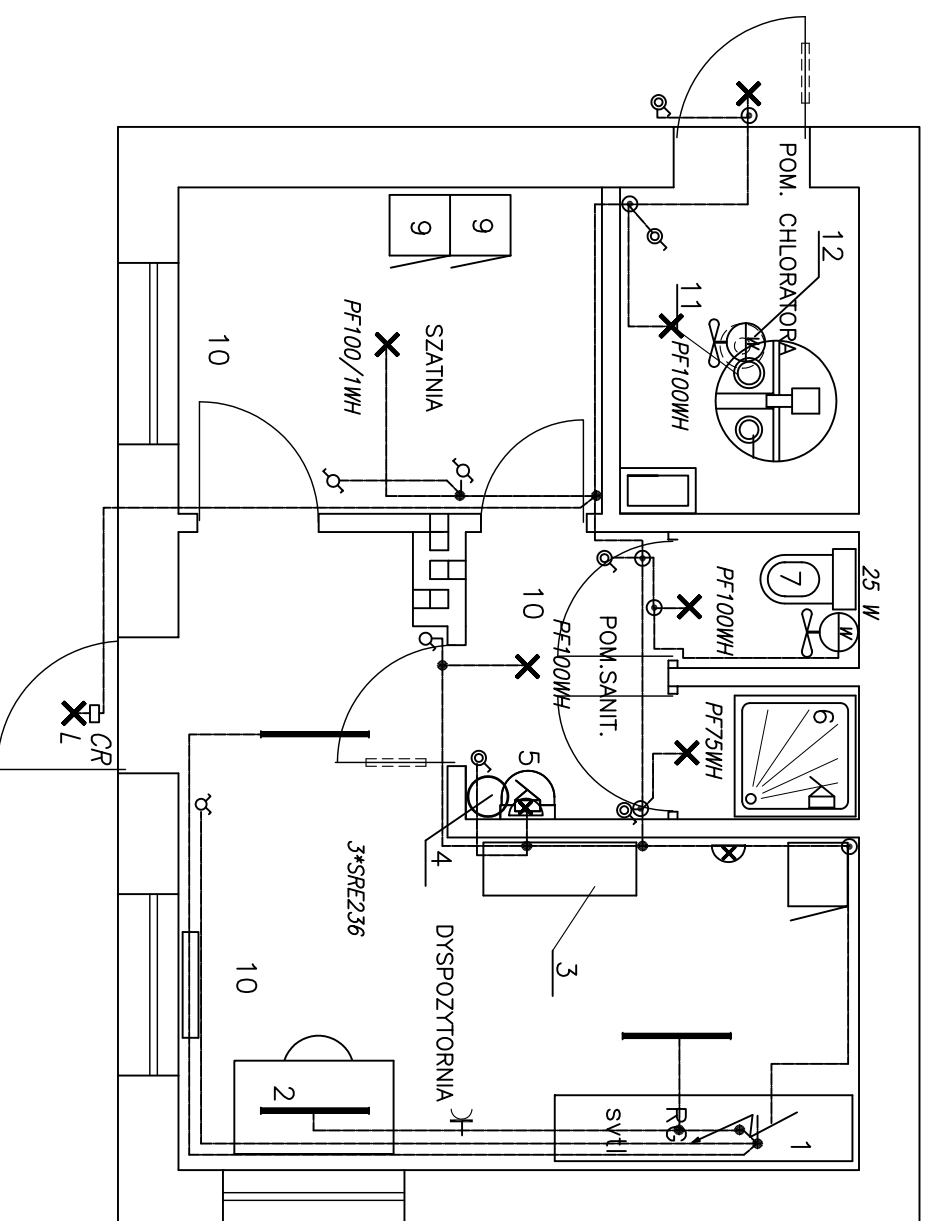 POM. CHLORATORA
12
11
PF100WH
9
9
SZATNIA
PF100/1WH
10
25 W
W
W
7
PF100WH
10
POM.SANIT.
PF100WH
6
PF75WH
5
4
CR
L
3*SRE236
3
DYSPOZYTORNIA
10
2
RG
svtl
1